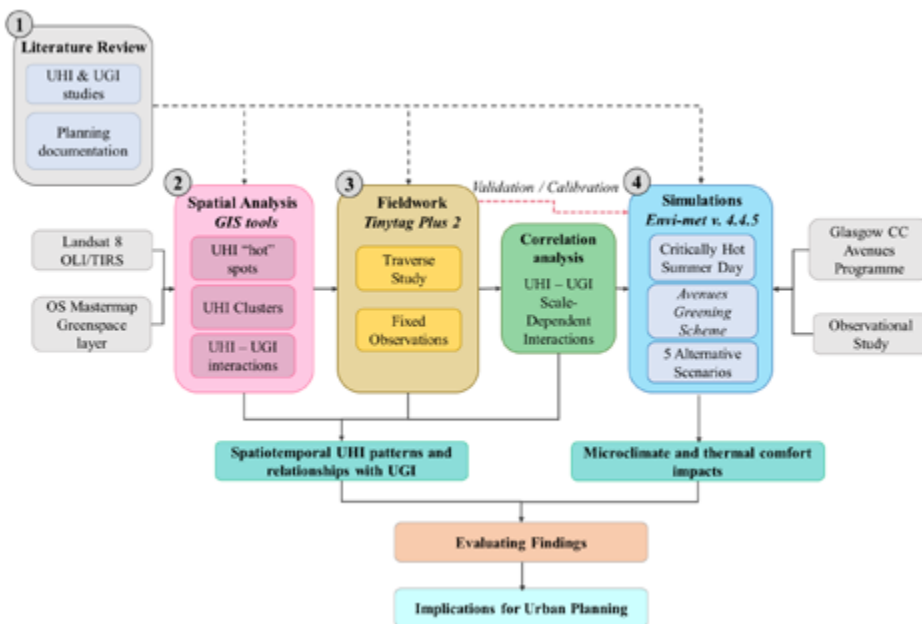 1
Literature Review
UHI & UGI
studies
Planning
documentation
2
Spatial Analysis
GIS tools
UHI “hot”
spots
UHI Clusters
UHI – UGI
interactions
Landsat 8
OLI/TIRS
OS Mastermap
Greenspace
layer
3
Fieldwork
Tinytag Plus 2
Traverse
Study
Fixed
Observations
Validation / Calibration
Correlation
analysis
UHI – UGI
Scale-
Dependent
Interactions
4
Simulations
Envi-met v. 4.4.5
Critically Hot
Summer Day
Avenues
Greening
Scheme
5 Alternative
Scenarios
Glasgow CC
Avenues
Programme
Observational
Study
Spatiotemporal UHI patterns and
relationships with UGI
Microclimate and thermal comfort
impacts
Evaluating Findings
Implications for Urban Planning